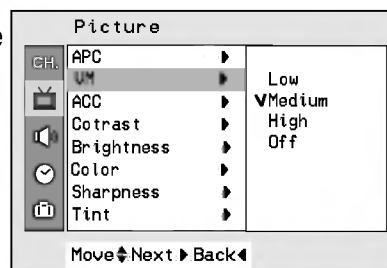 e
Picture
CH.
APC
VM
ACC
Cotrast
Brightness
Color
Sharpness
Tint
Low
Medium
High
Off
Move Next Back